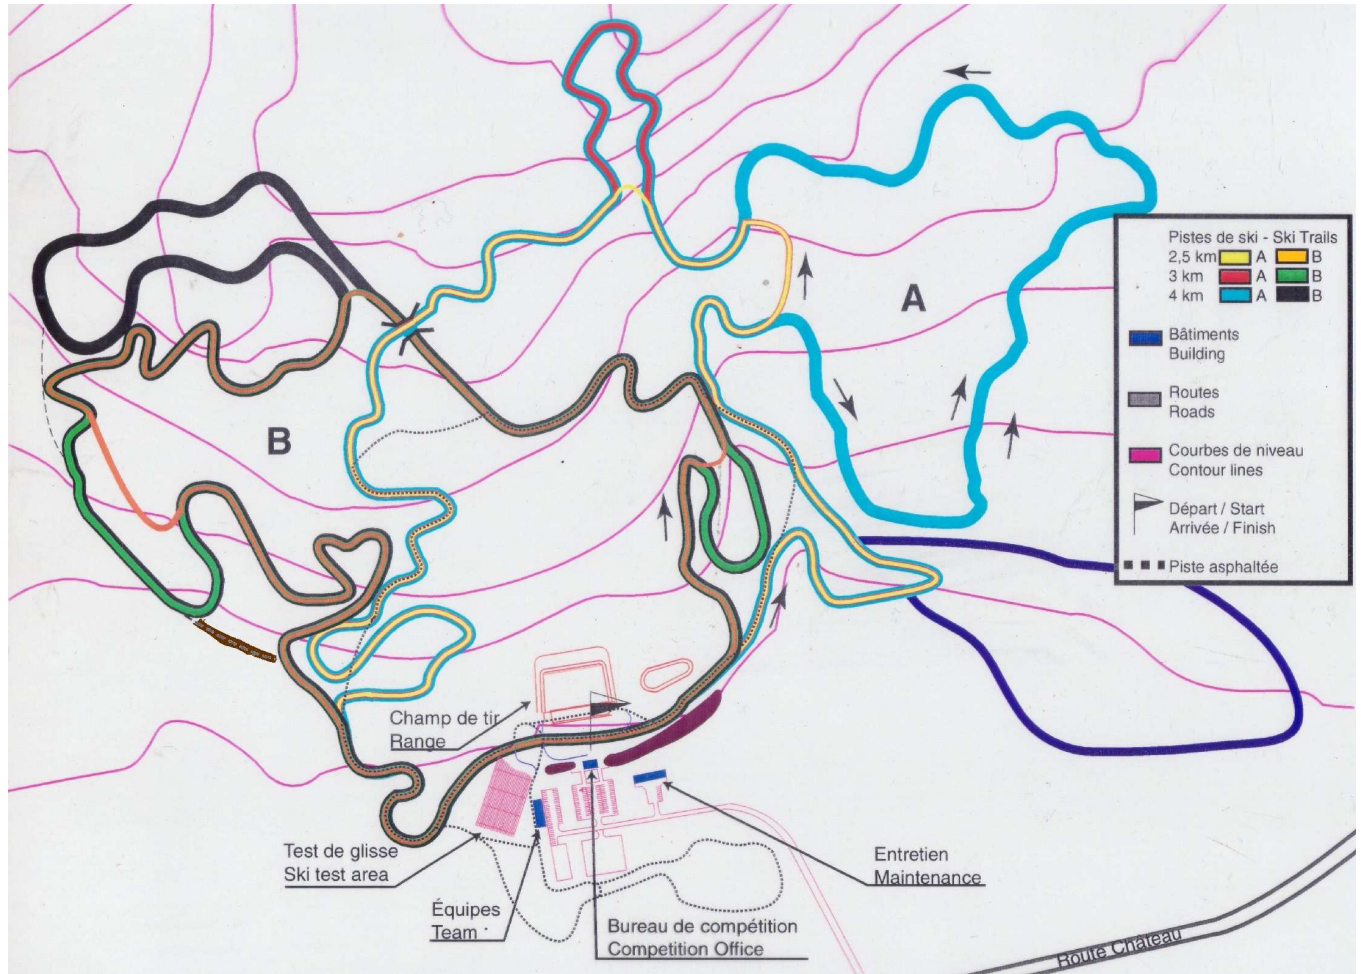 A
B
Pistes de ski - Ski Trails
2,5 km A B
3 km A B
4 km A B
Bâtiments
Building
Routes
Roads
Courbes de niveau
Contour lines
Départ / Start
Arrivée / Finish
Piste asphaltée
Champ de tir
Range
Test de glisse
Ski test area
Équipes
Team
Bureau de compétition
Competition Office
Entretien
Maintenance
Route Château